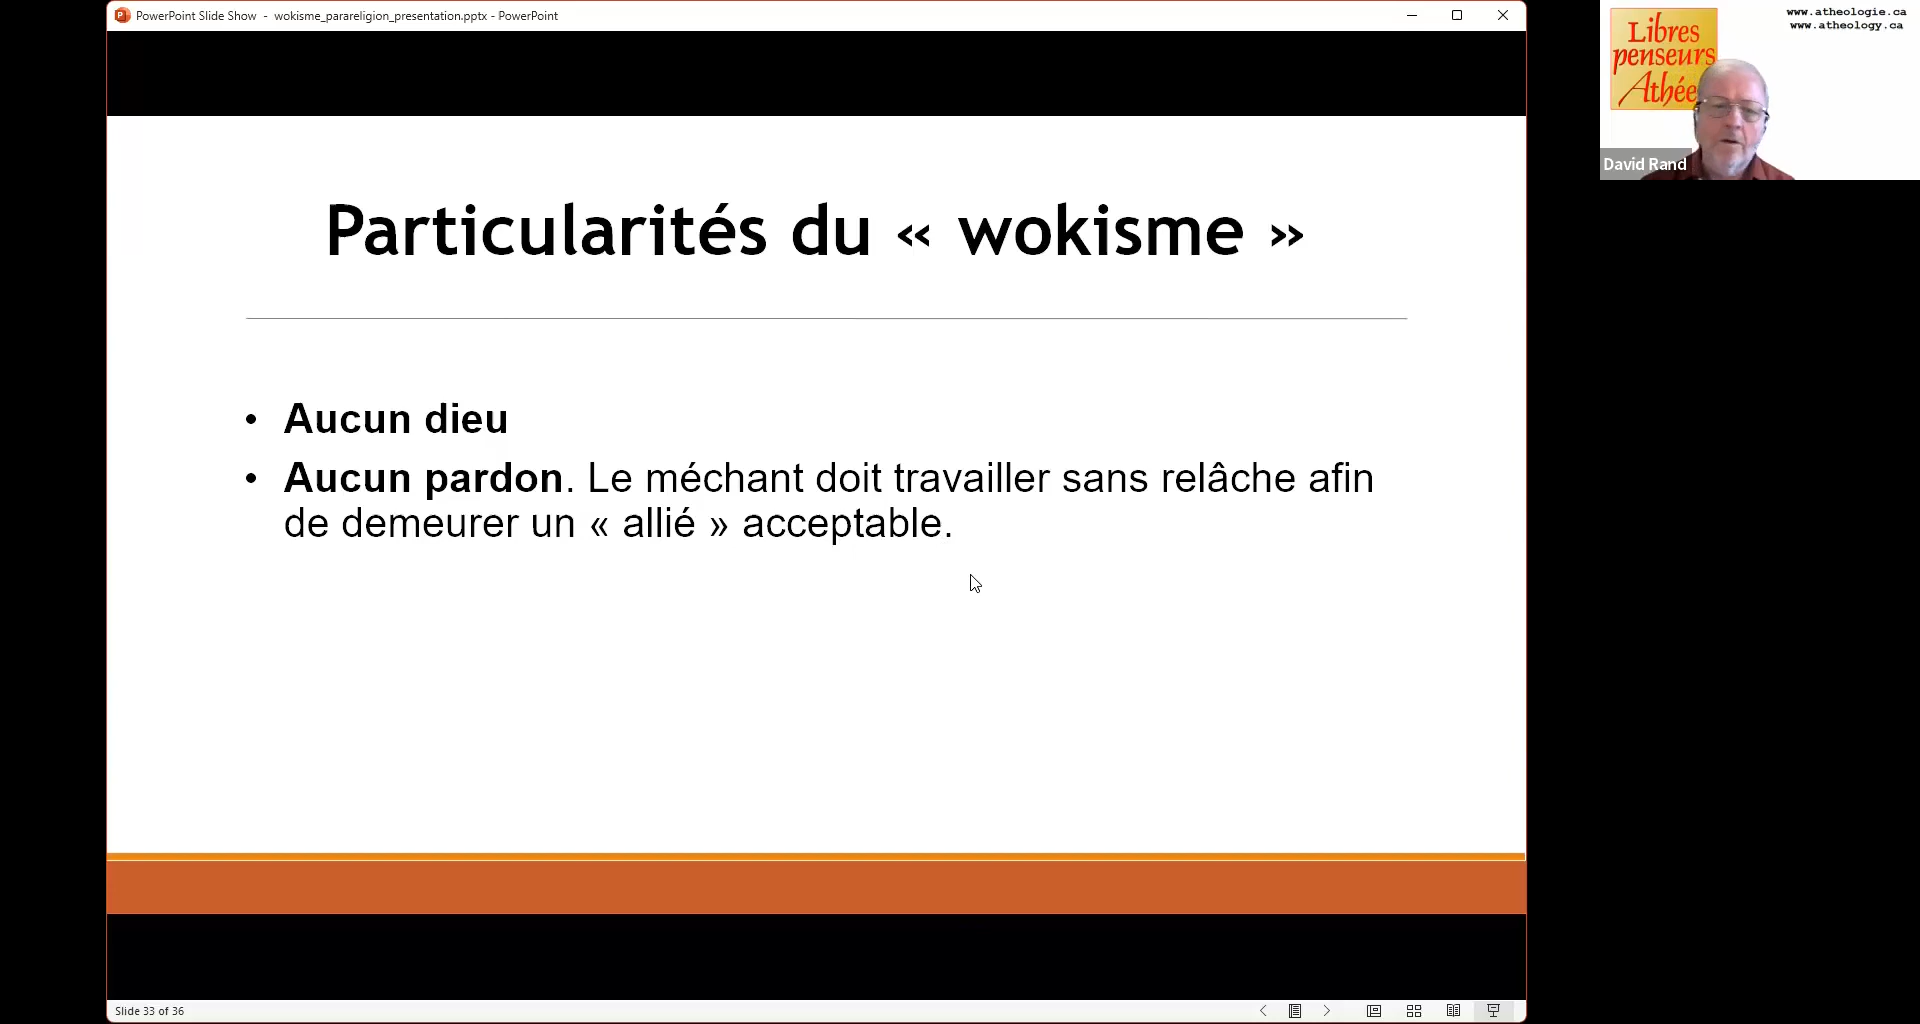 PowerPoint Slide Show - wokisme_parareligion_presentation.pptx - PowerPoint
Particularités du « wokisme »
• Aucun dieu
• Aucun pardon. Le méchant doit travailler sans relâche afin
de demeurer un « allié » acceptable.
Slide 33 of 36
www.atheologie.ca
www.atheology.ca
Libres
penseurs
Athée
David Rand